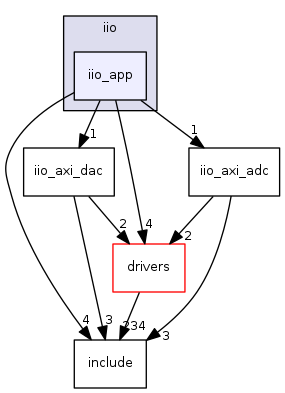 iio
iio_app
1
1
iio_axi_dac
iio_axi_adc
2
4
2
drivers
4
3
234
3
include